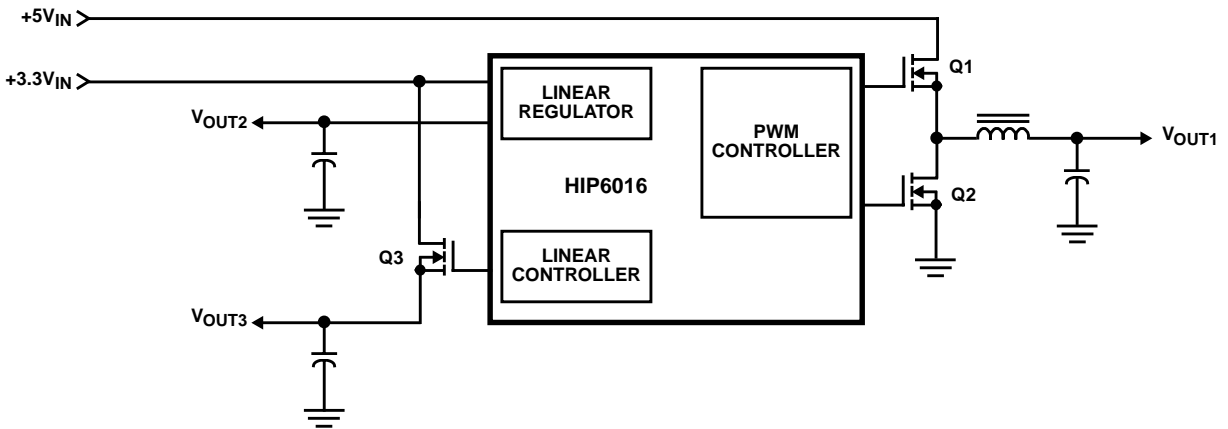 +5VIN
+3.3VIN
VOUT2
LINEAR
REGULATOR
PWM
CONTROLLER
Q1
VOUT1
HIP6016
Q2
Q3
LINEAR
CONTROLLER
VOUT3